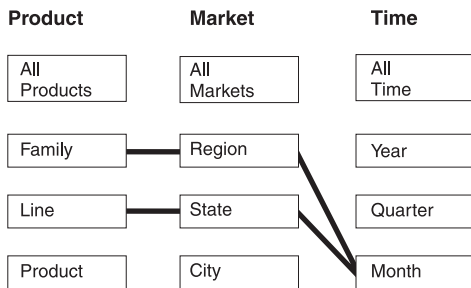 Product Market Time
All
Products
All
Markets
All
Time
Family Region Year
Line State Quarter
Product City Month